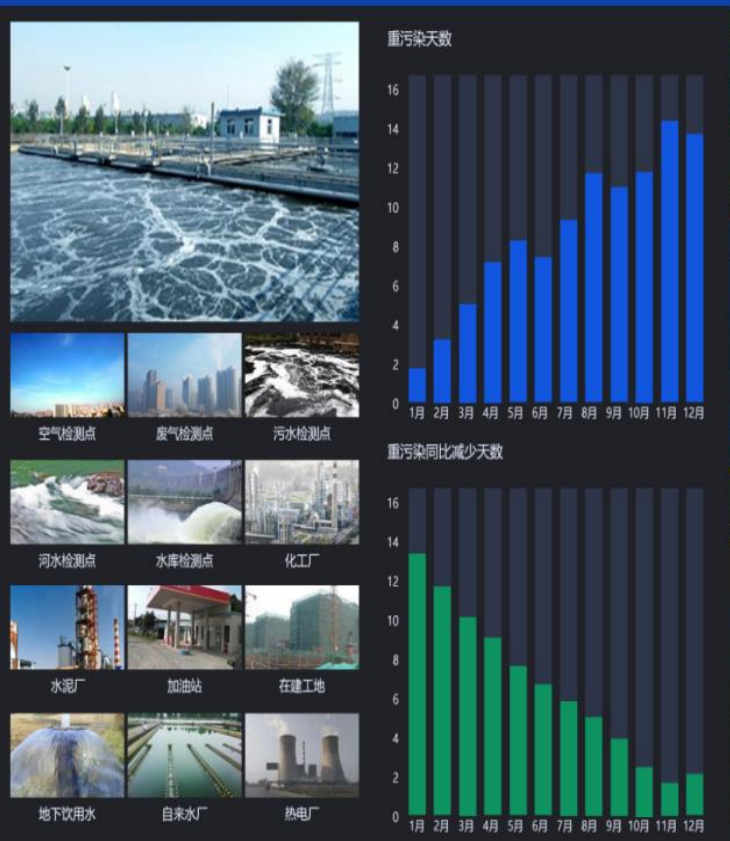 空气检测点 废气检测点 污水检测点
河水检测点 水库检测点 化工厂
水泥厂 加油站 在建工地
地下饮用水 自来水厂 热电厂
重污染天数
16
14
12
10
8
6
4
2
0
1月 2月 3月 4月 5月 6月 7月 8月 9月 10月 11月 12月
重污染同比减少天数
16
14
12
10
8
6
4
2
0
1月 2月 3月 4月 5月 6月 7月 8月 9月 10月 11月 12月